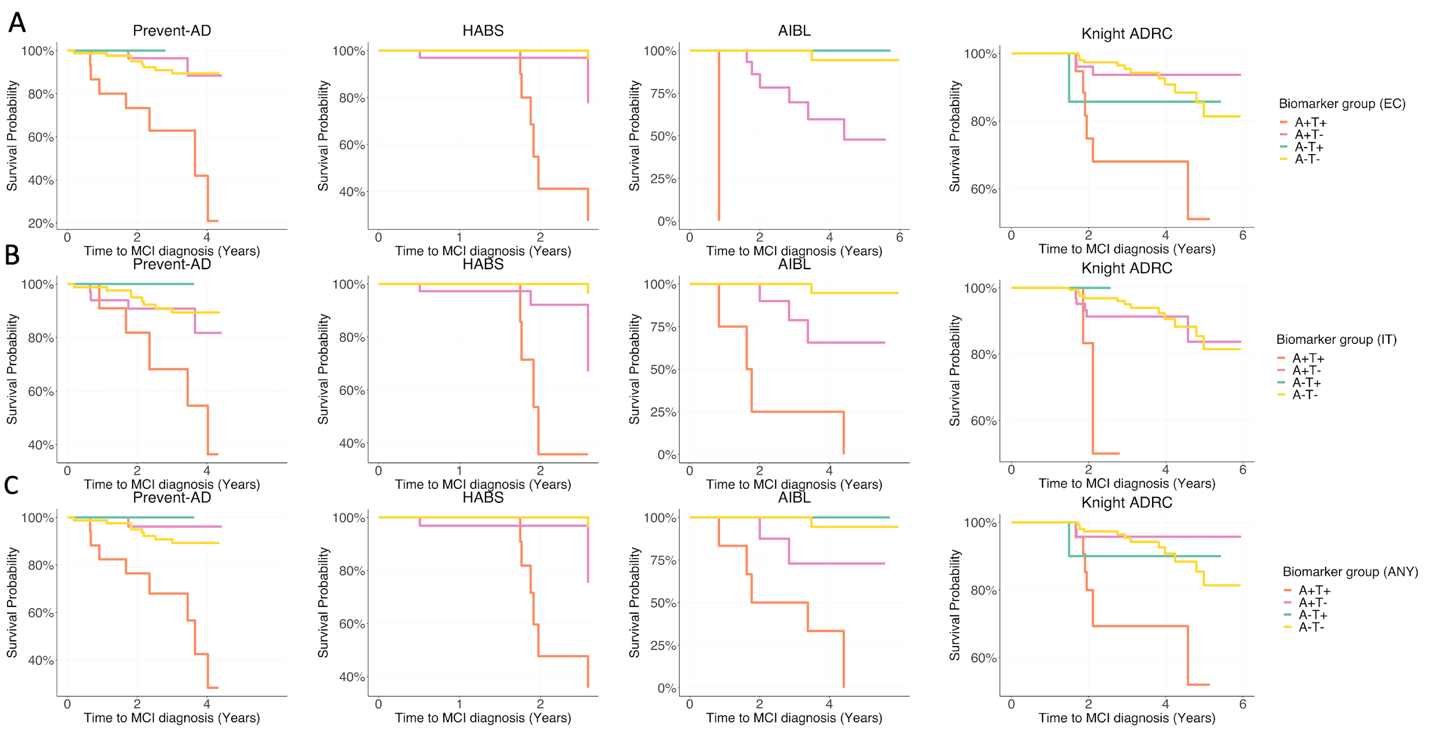 A
Prevent-AD
HABS
AIBL
Knight ADRC
Survival Probability
100%
80%
60%
40%
20%
0
2
4
Time to MCI diagnosis (Years)
Survival Probability
100%
80%
60%
40%
0
1
2
Time to MCI diagnosis (Years)
Survival Probability
100%
75%
50%
25%
0%
0
2
4
6
Time to MCI diagnosis (Years)
Survival Probability
100%
80%
60%
0
2
4
6
Time to MCI diagnosis (Years)
Biomarker group (EC)
A+T+
A+T-
A-T+
A-T-
B
Prevent-AD
HABS
AIBL
Knight ADRC
Survival Probability
100%
80%
60%
40%
0
2
4
Time to MCI diagnosis (Years)
Survival Probability
100%
80%
60%
40%
0
1
2
Time to MCI diagnosis (Years)
Survival Probability
100%
75%
50%
25%
0%
0
2
4
Time to MCI diagnosis (Years)
Survival Probability
100%
80%
60%
0
2
4
6
Time to MCI diagnosis (Years)
Biomarker group (IT)
A+T+
A+T-
A-T+
A-T-
C
Prevent-AD
HABS
AIBL
Knight ADRC
Survival Probability
100%
80%
60%
40%
0
2
4
Time to MCI diagnosis (Years)
Survival Probability
100%
80%
60%
40%
0
1
2
Time to MCI diagnosis (Years)
Survival Probability
100%
75%
50%
25%
0%
0
2
4
Time to MCI diagnosis (Years)
Survival Probability
100%
80%
60%
0
2
4
6
Time to MCI diagnosis (Years)
Biomarker group (ANY)
A+T+
A+T-
A-T+
A-T-